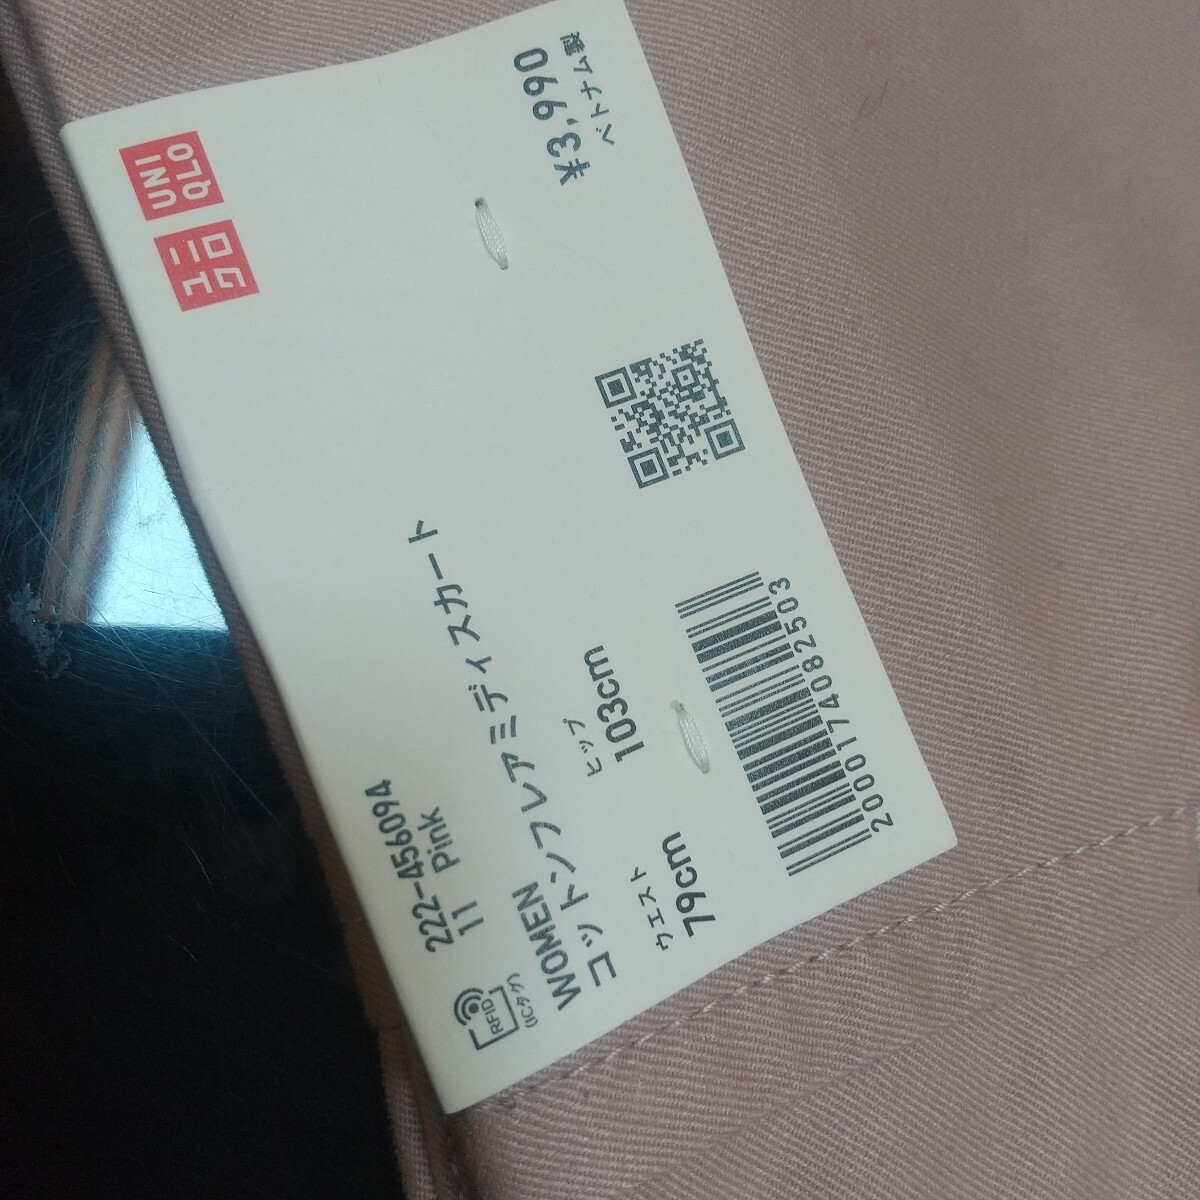 ユニ
クロ
UNI
QLO
RFID
(ICタグ)
222-456094
11 Pink
WOMEN
コットンフレアミディスカート
ウエスト ヒップ
79cm 103cm
2000174082503
¥3,990
ベトナム製